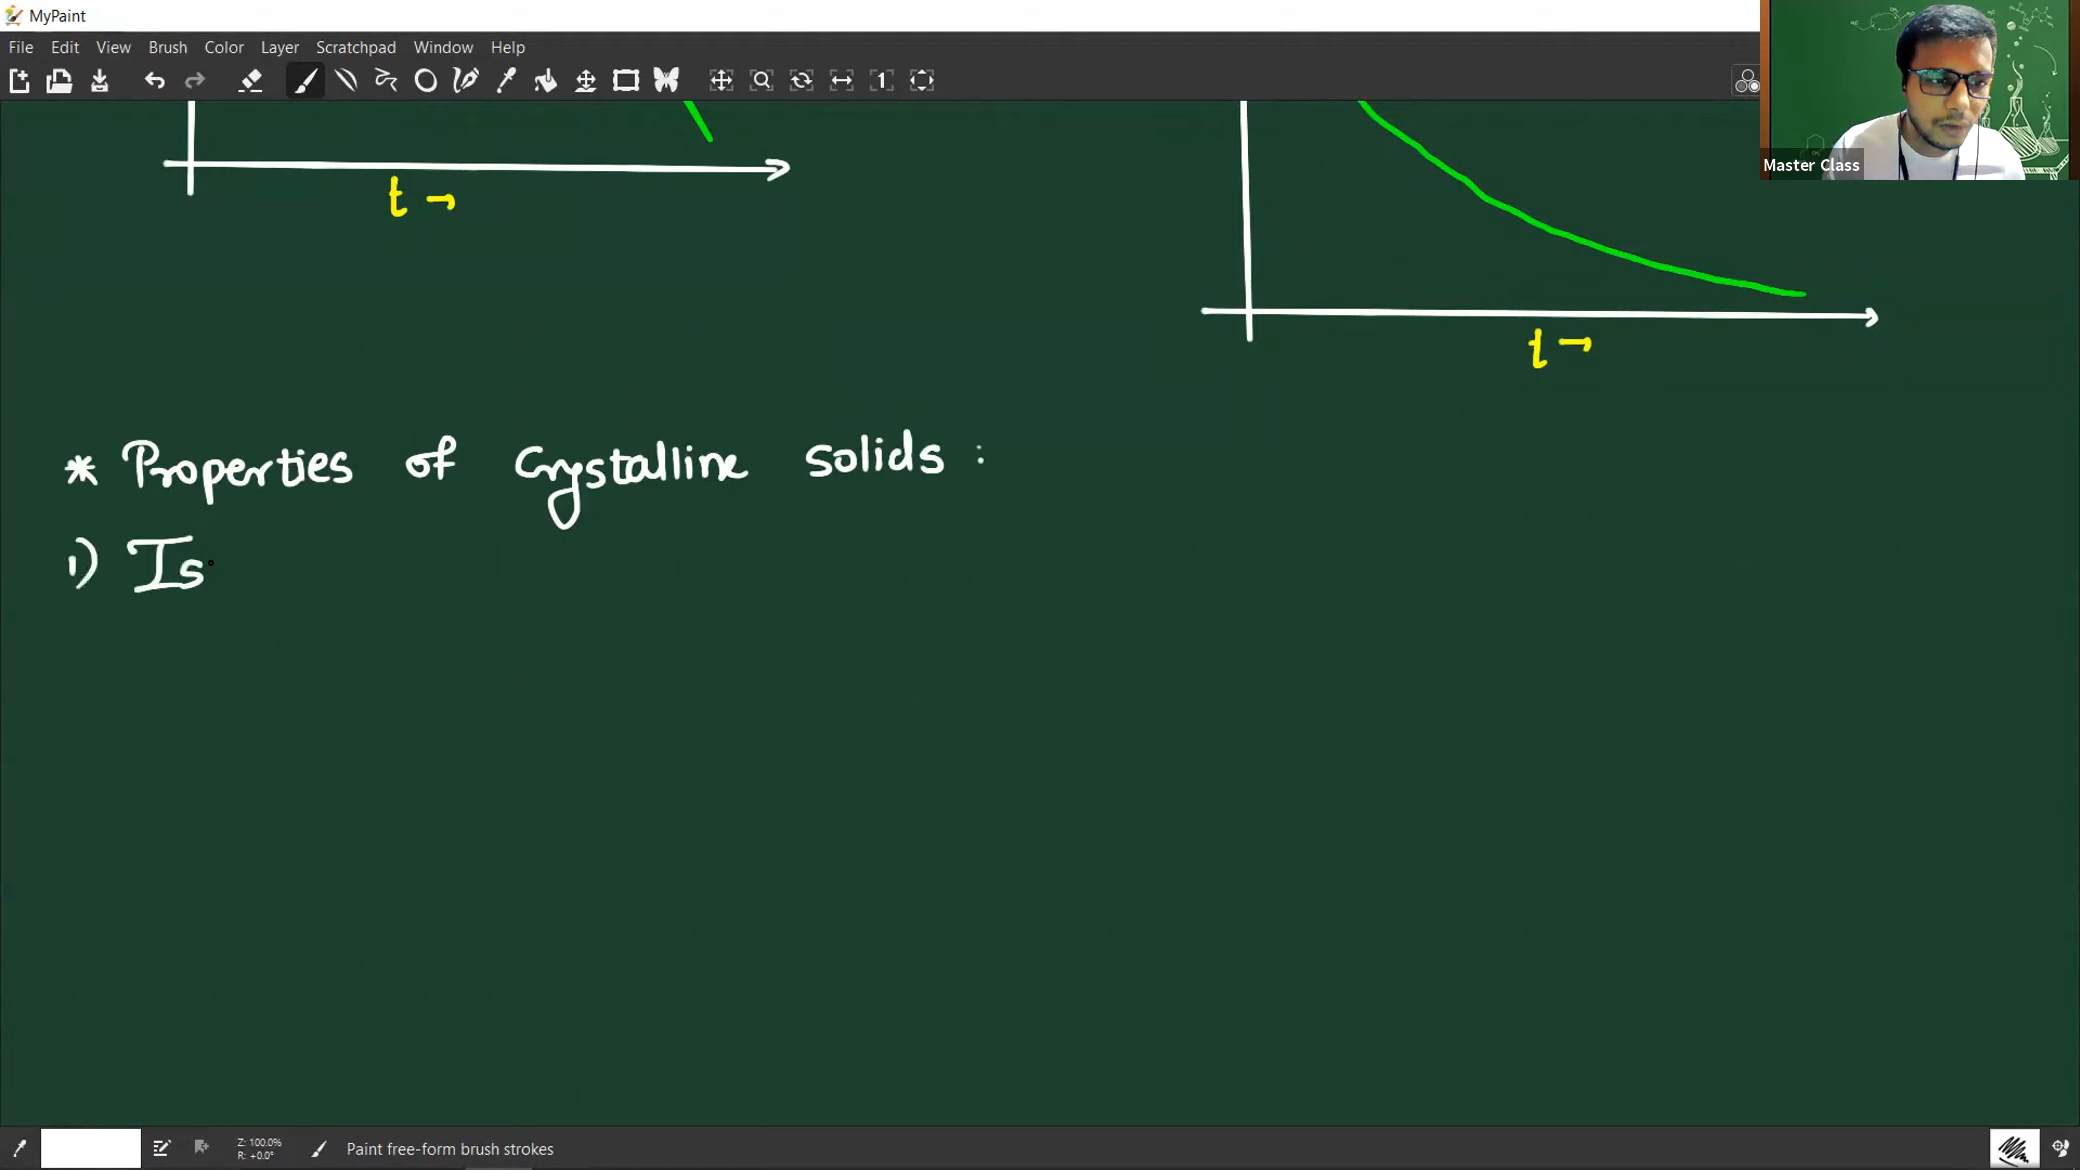 MyPaint
File Edit View Brush Color Layer Scratchpad Window Help
Master Class
t →
t →
* Properties of Crystalline solids :
1) Is
Z: 100.0%
R: +0.0°
Paint free-form brush strokes